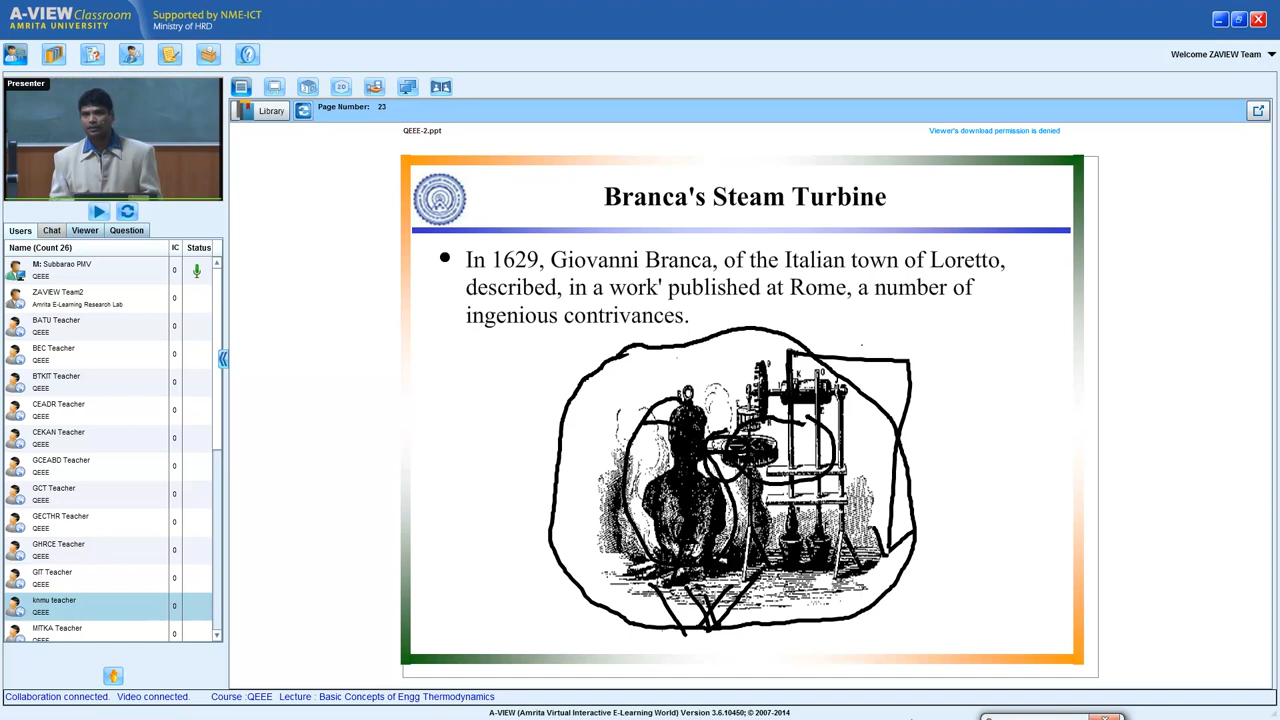 A-VIEW Classroom
AMRITA UNIVERSITY
Supported by NME-ICT
Ministry of HRD
Welcome ZAVIEW Team
Presenter
Library
Page Number: 23
QEEE-2.ppt
Viewer's download permission is denied
Branca's Steam Turbine
• In 1629, Giovanni Branca, of the Italian town of Loretto,
described, in a work' published at Rome, a number of
ingenious contrivances.
Users Chat Viewer Question
Name (Count 26) IC Status
M: Subbarao PMV
QEEE 0
ZAVIEW Team2
Amrita E-Learning Research Lab 0
BATU Teacher
QEEE 0
BEC Teacher
QEEE 0
BTKIT Teacher
QEEE 0
CEADR Teacher
QEEE 0
CEKAN Teacher
QEEE 0
GCEABD Teacher
QEEE 0
GCT Teacher
QEEE 0
GECTHR Teacher
QEEE 0
GHRCE Teacher
QEEE 0
GIT Teacher
QEEE 0
knmu teacher
QEEE 0
MITKA Teacher
0
Collaboration connected. Video connected. Course :QEEE Lecture : Basic Concepts of Engg Thermodynamics
A-VIEW (Amrita Virtual Interactive E-Learning World) Version 3.6.10450; © 2007-2014